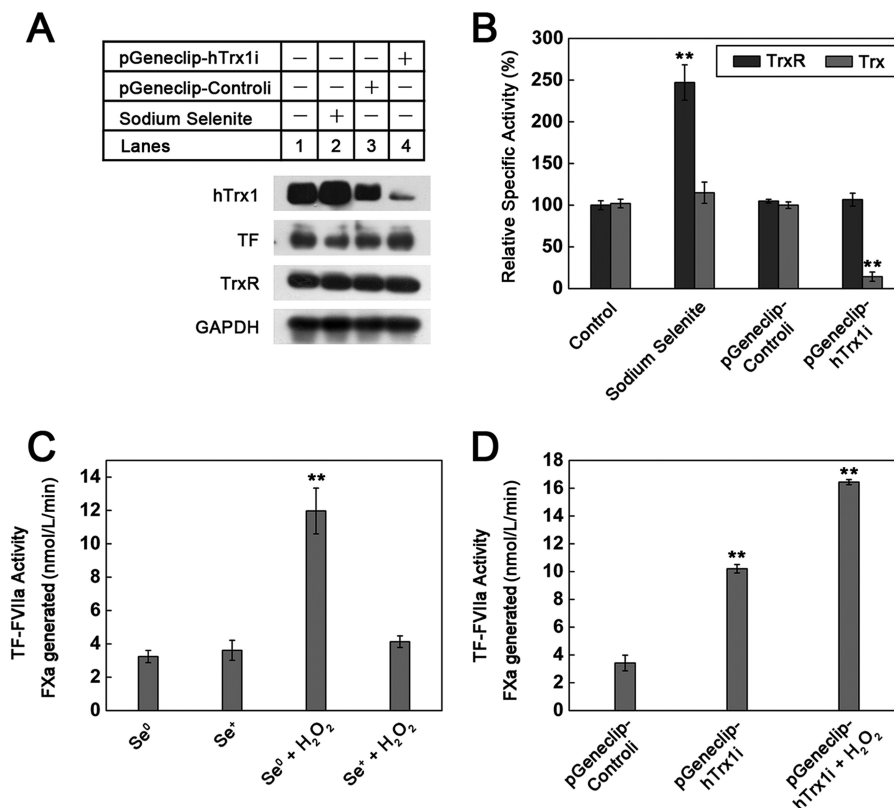 A
pGeneclip-hTrx1i − − − +
pGeneclip-Controli − − + −
Sodium Selenite − + − −
Lanes 1 2 3 4
hTrx1
TF
TrxR
GAPDH
B
Relative Specific Activity (%)
300
250
200
150
100
50
0
TrxR Trx
**
**
Control
Sodium Selenite
pGeneclip-
Controli
pGeneclip-
hTrx1i
C
TF-FVIIa Activity
FXa generated (nmol/L/min)
14
12
10
8
6
4
2
0
**
Se⁰
Se⁺
Se⁰ + H₂O₂
Se⁺ + H₂O₂
D
TF-FVIIa Activity
FXa generated (nmol/L/min)
18
16
14
12
10
8
6
4
2
0
**
**
pGeneclip-
Controli
pGeneclip-
hTrx1i
pGeneclip-
hTrx1i + H₂O₂